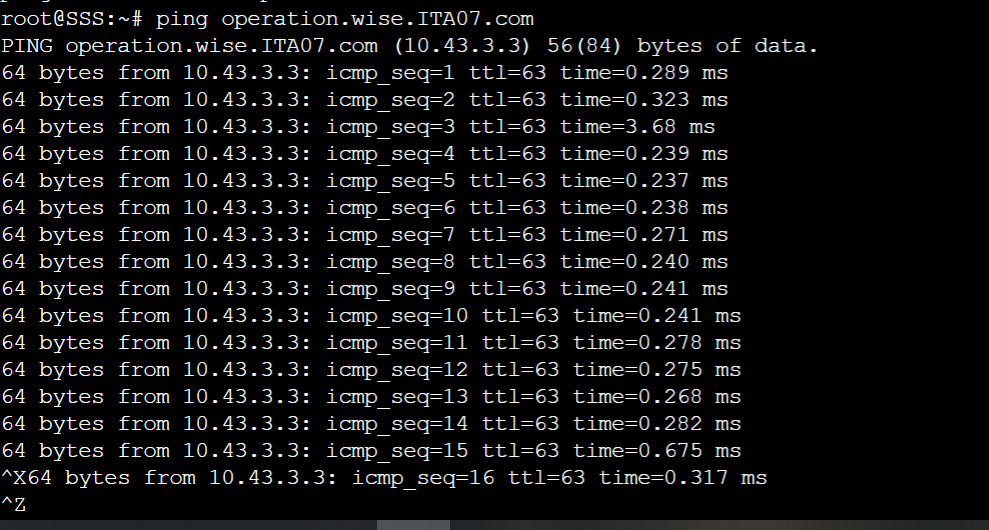 root@SSS:~# ping operation.wise.ITA07.com
PING operation.wise.ITA07.com (10.43.3.3) 56(84) bytes of data.
64 bytes from 10.43.3.3: icmp_seq=1 ttl=63 time=0.289 ms
64 bytes from 10.43.3.3: icmp_seq=2 ttl=63 time=0.323 ms
64 bytes from 10.43.3.3: icmp_seq=3 ttl=63 time=3.68 ms
64 bytes from 10.43.3.3: icmp_seq=4 ttl=63 time=0.239 ms
64 bytes from 10.43.3.3: icmp_seq=5 ttl=63 time=0.237 ms
64 bytes from 10.43.3.3: icmp_seq=6 ttl=63 time=0.238 ms
64 bytes from 10.43.3.3: icmp_seq=7 ttl=63 time=0.271 ms
64 bytes from 10.43.3.3: icmp_seq=8 ttl=63 time=0.240 ms
64 bytes from 10.43.3.3: icmp_seq=9 ttl=63 time=0.241 ms
64 bytes from 10.43.3.3: icmp_seq=10 ttl=63 time=0.241 ms
64 bytes from 10.43.3.3: icmp_seq=11 ttl=63 time=0.278 ms
64 bytes from 10.43.3.3: icmp_seq=12 ttl=63 time=0.275 ms
64 bytes from 10.43.3.3: icmp_seq=13 ttl=63 time=0.268 ms
64 bytes from 10.43.3.3: icmp_seq=14 ttl=63 time=0.282 ms
64 bytes from 10.43.3.3: icmp_seq=15 ttl=63 time=0.675 ms
^X64 bytes from 10.43.3.3: icmp_seq=16 ttl=63 time=0.317 ms
^Z